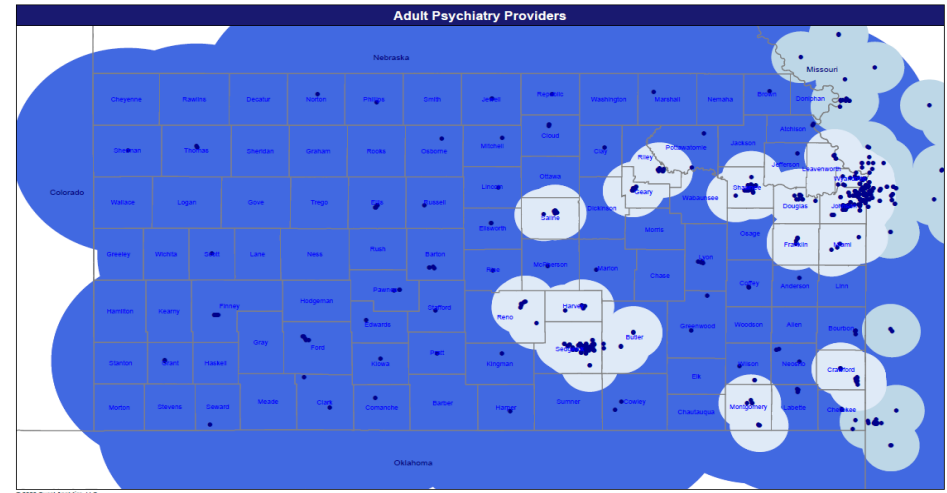 Adult Psychiatry Providers
Nebraska
Missouri
Cheyenne Rawlins Decatur Norton Phillips Smith Jewell Republic Washington Marshall Nemaha Brown Doniphan
Cloud
Atchison
Sherman Thomas Sheridan Graham Rooks Osborne Mitchell Clay Riley Pottawatomie Jackson
Jefferson Leavenworth
Ottawa
Colorado
Lincoln Geary Shawnee
Wallace Logan Gove Trego Ellis Russell Dickinson Wabaunsee Douglas
Saline
Ellsworth Morris Osage
Greeley Wichita Scott Lane Ness Rush Barton Franklin Miami
Rice McPherson Marion Chase Lyon
Coffey Anderson Linn
Hamilton Kearny Finney Hodgeman Pawnee Stafford Reno Harvey
Edwards Greenwood Woodson Allen Bourbon
Gray Ford Butler
Stanton Grant Haskell Kiowa Pratt Kingman Wilson Neosho Crawford
Elk
Morton Stevens Seward Meade Clark Comanche Barber Harper Sumner Cowley Chautauqua Montgomery Labette Cherokee
Oklahoma